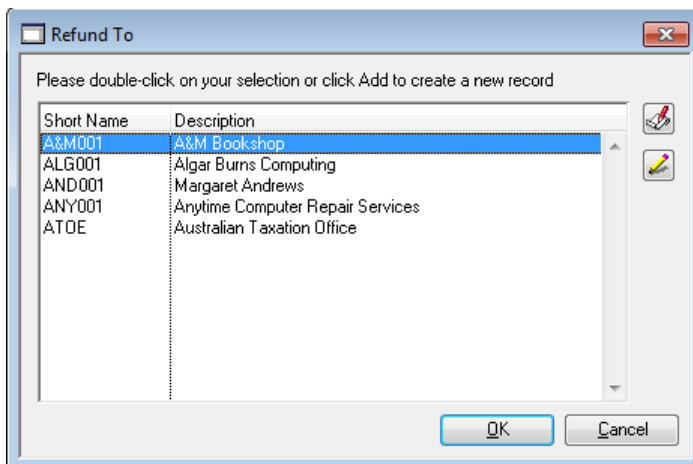 Refund To
Please double-click on your selection or click Add to create a new record
Short Name Description
A&M001 A&M Bookshop
ALG001 Algar Burns Computing
AND001 Margaret Andrews
ANY001 Anytime Computer Repair Services
ATOE Australian Taxation Office
OK Cancel